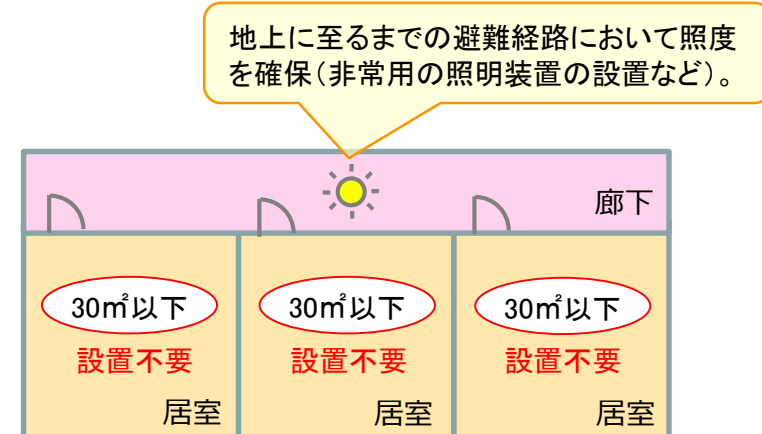 地上に至るまでの避難経路において照度
を確保(非常用の照明装置の設置など)。
廊下
30㎡以下
30㎡以下
30㎡以下
設置不要
設置不要
設置不要
居室
居室
居室